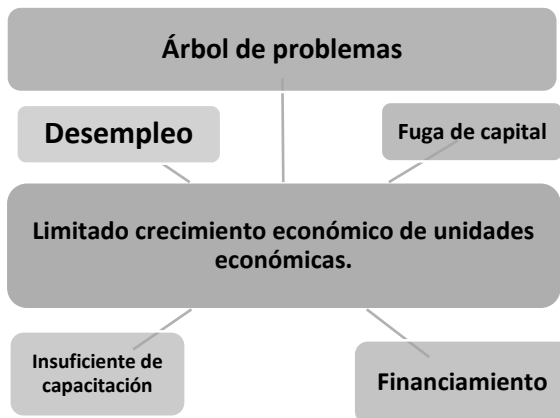 Árbol de problemas
Desempleo
Fuga de capital
Limitado crecimiento económico de unidades
económicas.
Insuficiente de
capacitación
Financiamiento